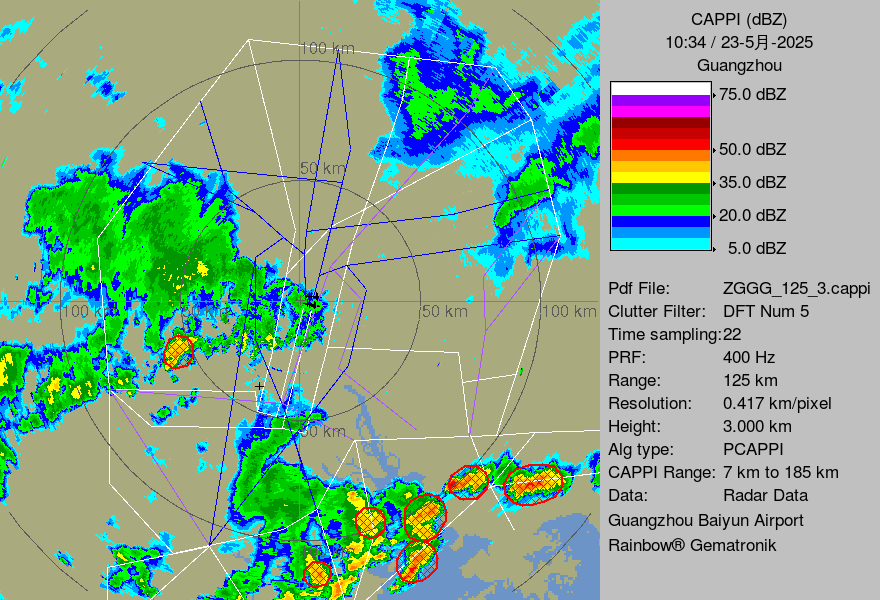 CAPPI (dBZ)
10:34 / 23-5月-2025
Guangzhou
75.0 dBZ
50.0 dBZ
35.0 dBZ
20.0 dBZ
5.0 dBZ
Pdf File: ZGGG_125_3.cappi
Clutter Filter: DFT Num 5
Time sampling:22
PRF: 400 Hz
Range: 125 km
Resolution: 0.417 km/pixel
Height: 3.000 km
Alg type: PCAPPI
CAPPI Range: 7 km to 185 km
Data: Radar Data
Guangzhou Baiyun Airport
Rainbow® Gematronik
100 km
50 km
100 km 50 km 50 km 100 km
50 km